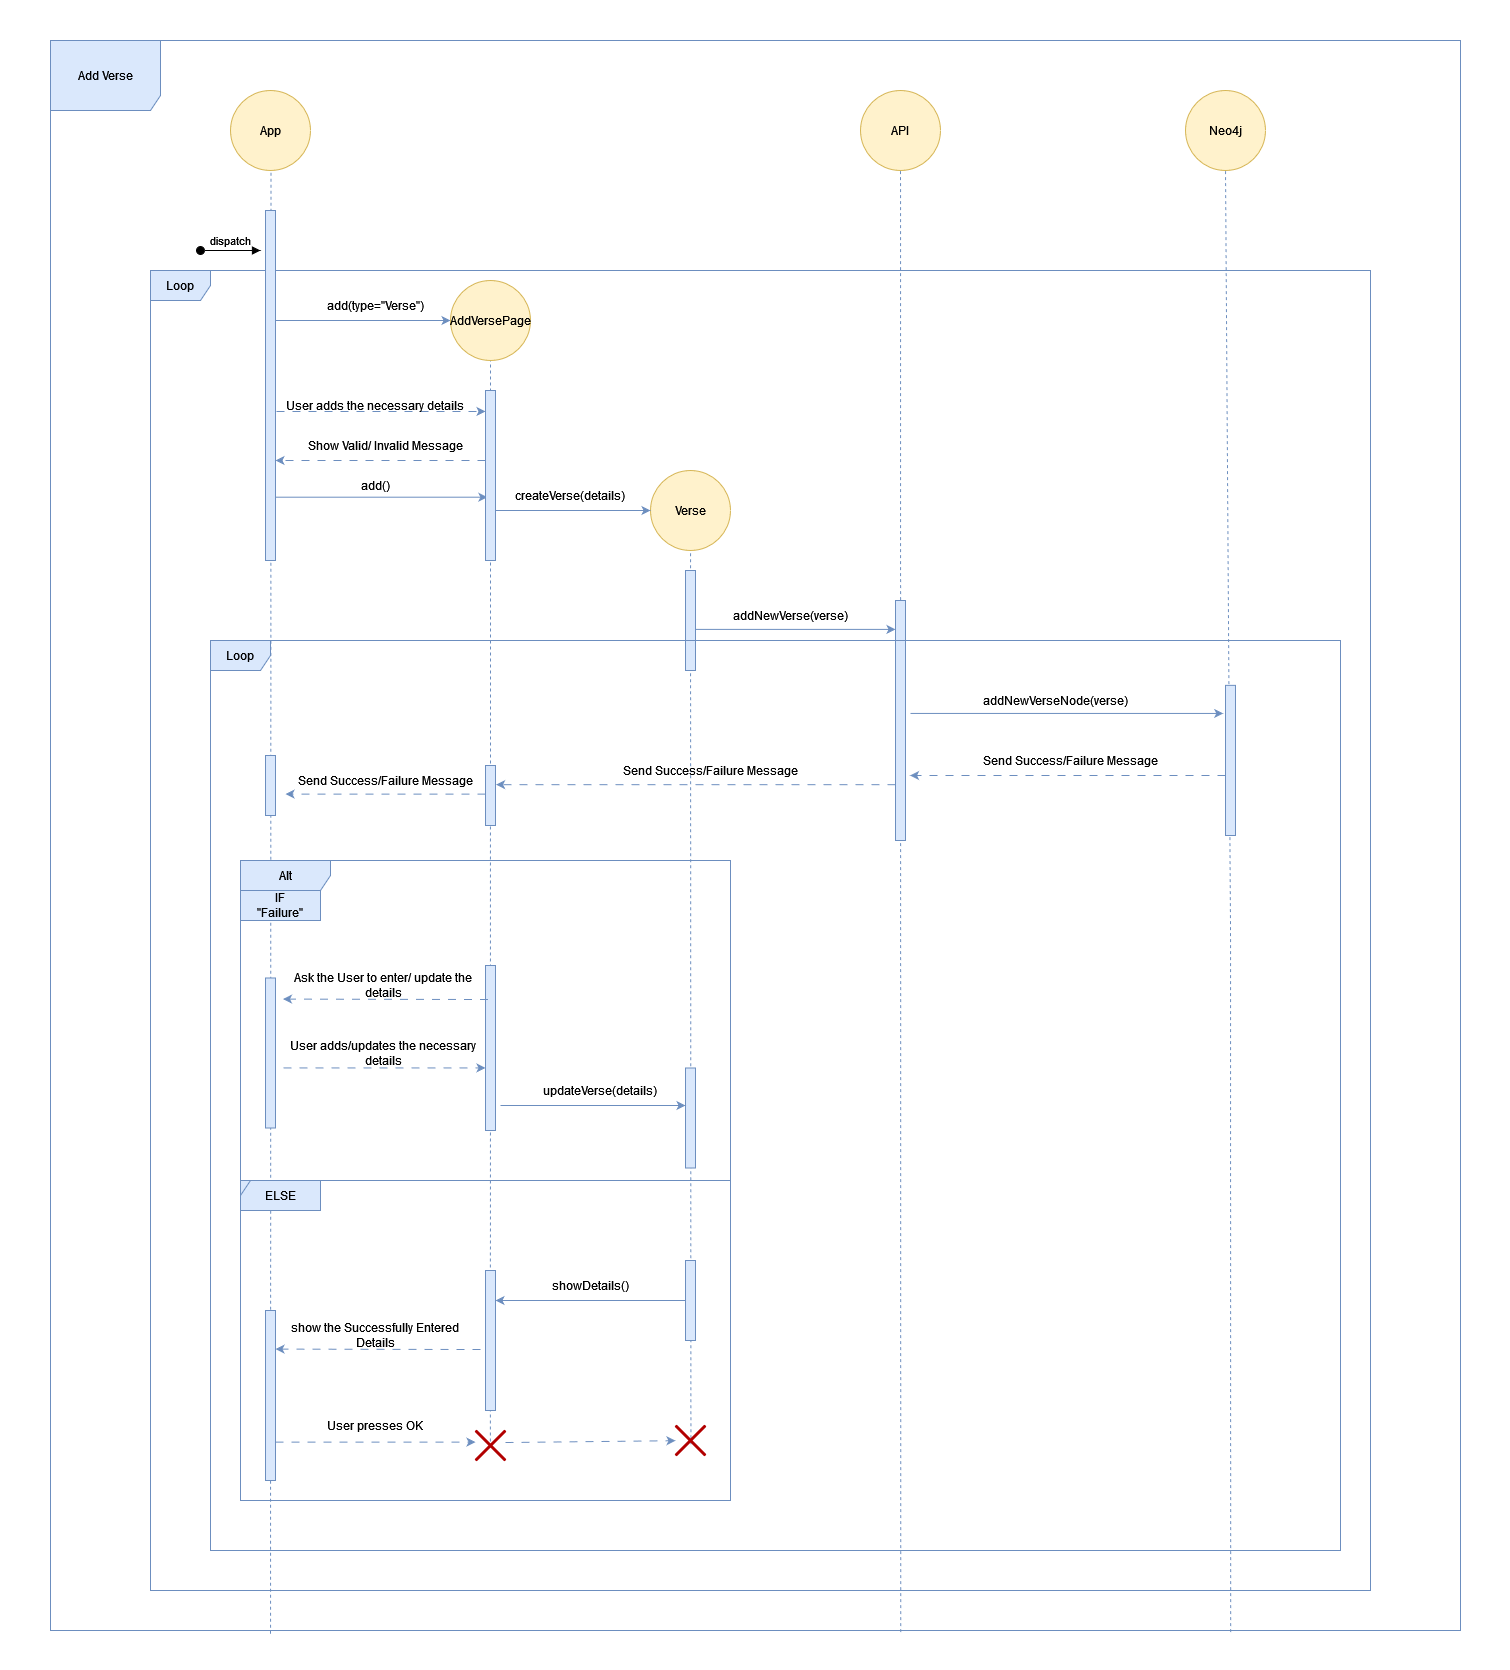 Add Verse
App
API
Neo4j
dispatch
Loop
add(type="Verse")
AddVersePage
User adds the necessary details
Show Valid/ Invalid Message
add()
createVerse(details)
Verse
addNewVerse(verse)
Loop
addNewVerseNode(verse)
Send Success/Failure Message
Send Success/Failure Message
Send Success/Failure Message
Alt
IF
"Failure"
Ask the User to enter/ update the
details
User adds/updates the necessary
details
updateVerse(details)
ELSE
showDetails()
show the Successfully Entered
Details
User presses OK